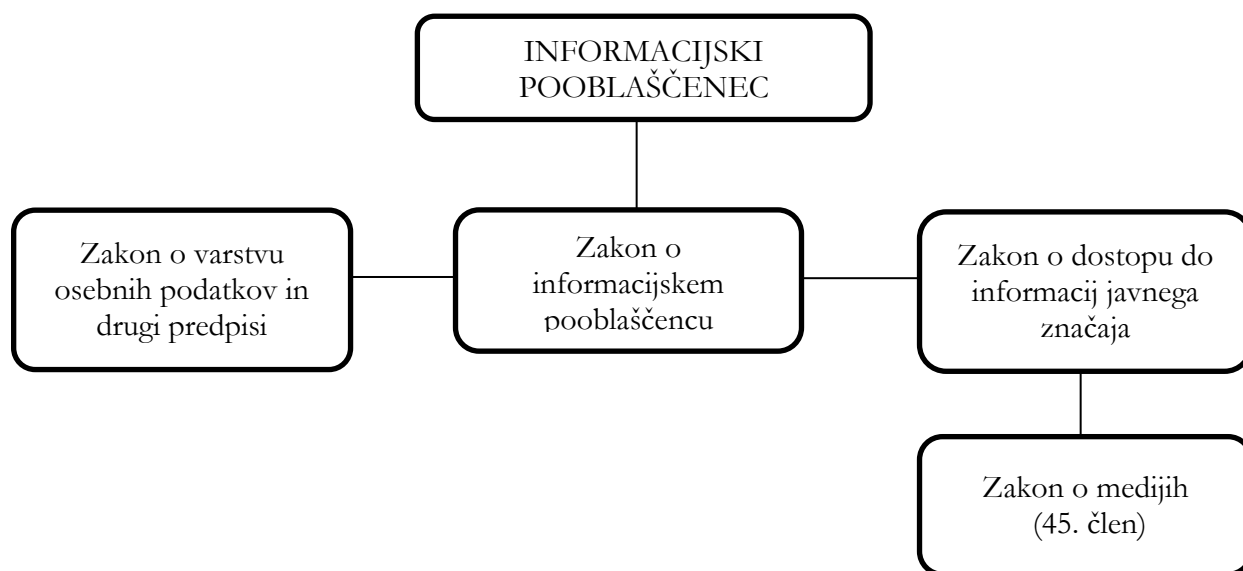 INFORMACIJSKI
POOBLAŠČENEC
Zakon o varstvu
osebnih podatkov in
drugi predpisi
Zakon o
informacijskem
pooblaščencu
Zakon o dostopu do
informacij javnega
značaja
Zakon o medijih
(45. člen)